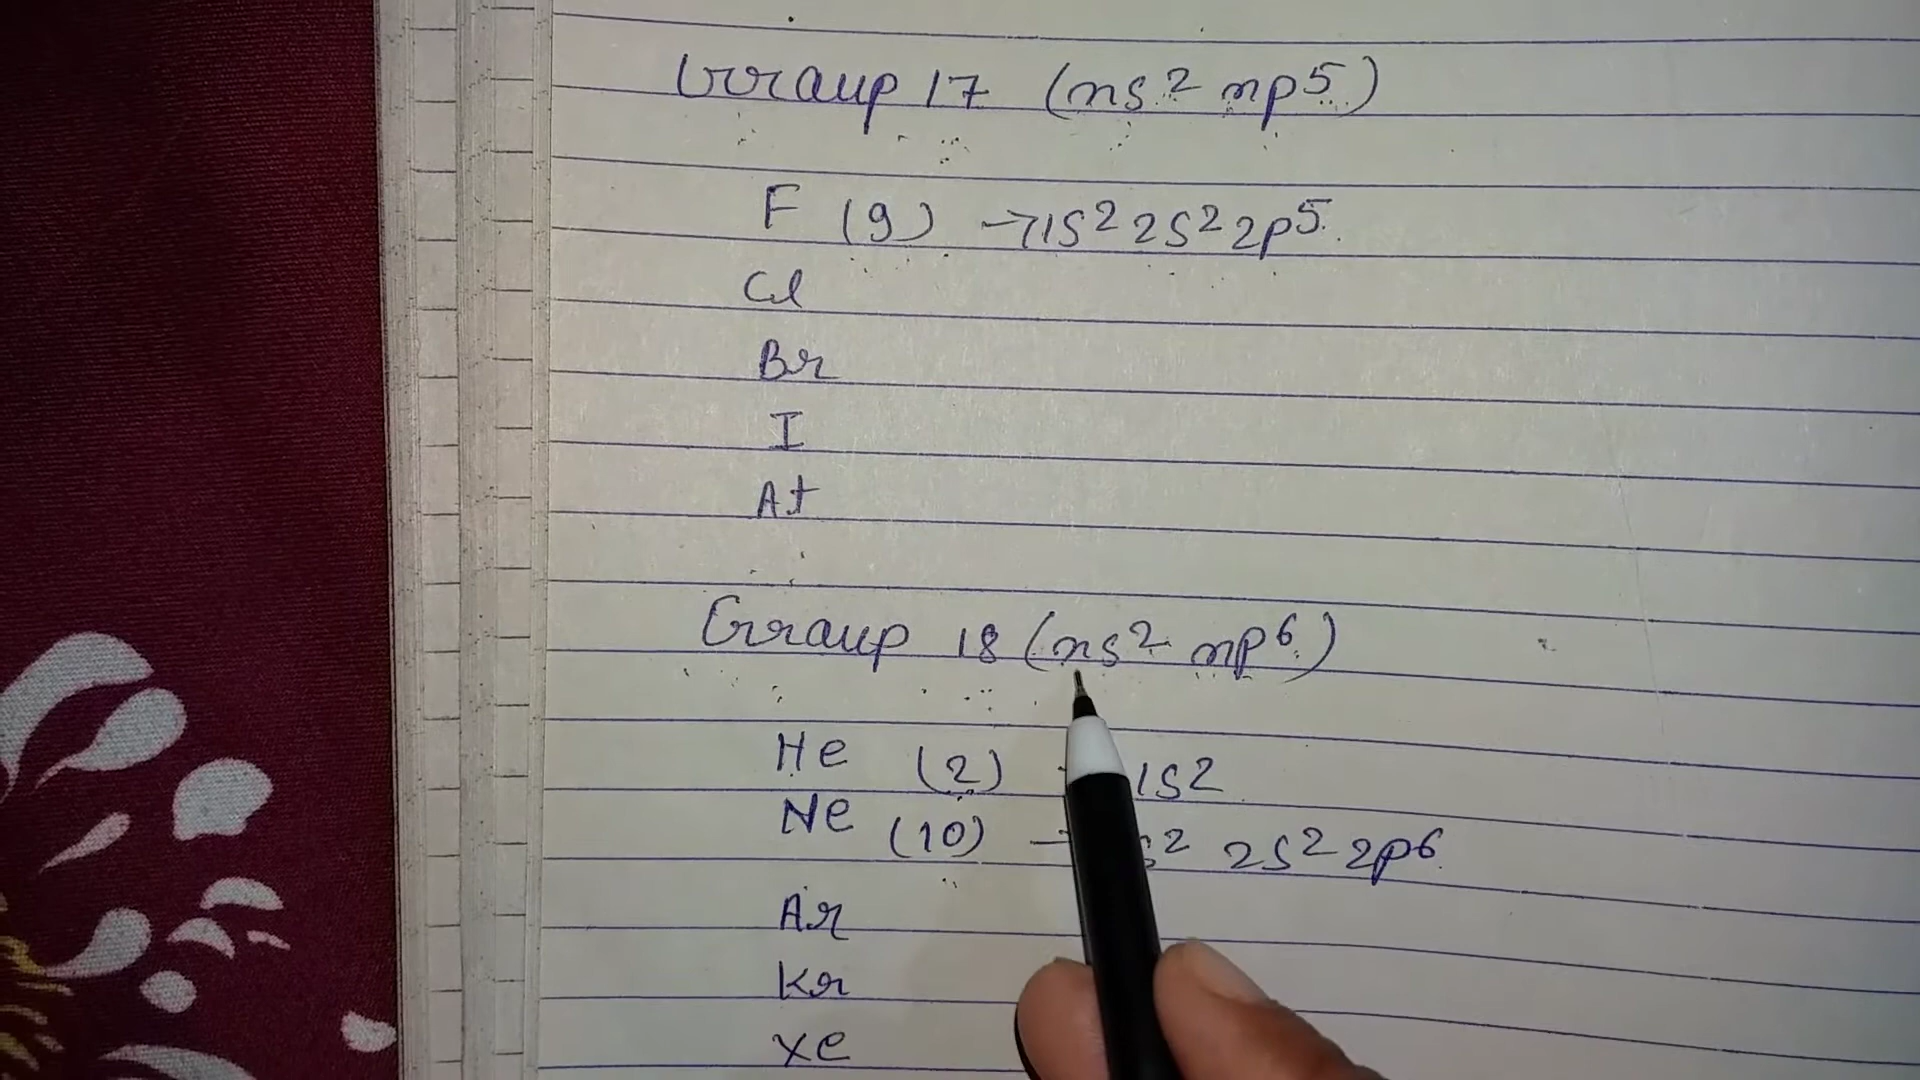 Group 17 (ns² np⁵)
F (9) → 1s² 2s² 2p⁵
Cl
Br
I
At
Group 18 (ns² np⁶)
He (2) 1s²
Ne (10) → s² 2s² 2p⁶
Ar
Kr
Xe